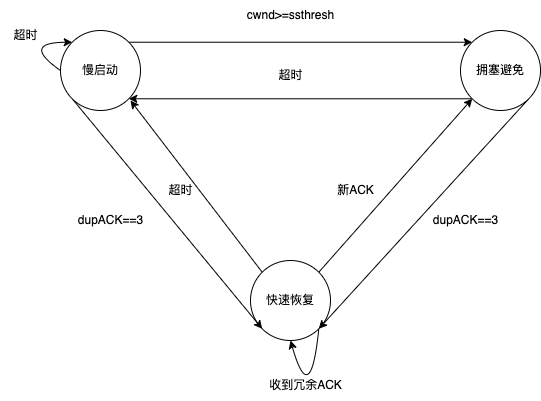 cwnd>=ssthresh
超时
慢启动
拥塞避免
超时
超时
新ACK
dupACK==3
dupACK==3
快速恢复
收到冗余ACK